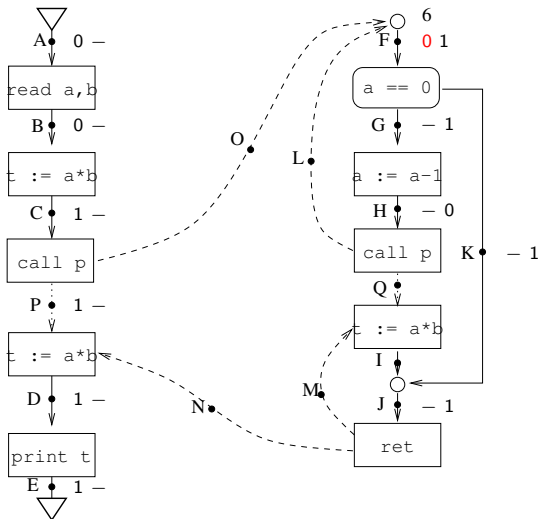 A 0 –
read a,b
B 0 –
t := a*b
C 1 –
call p
P 1 –
t := a*b
D 1 –
print t
E 1 –
O
L
N
M
6
F 0 1
a == 0
G – 1
a := a-1
H – 0
call p
K – 1
Q
t := a*b
I
J – 1
ret